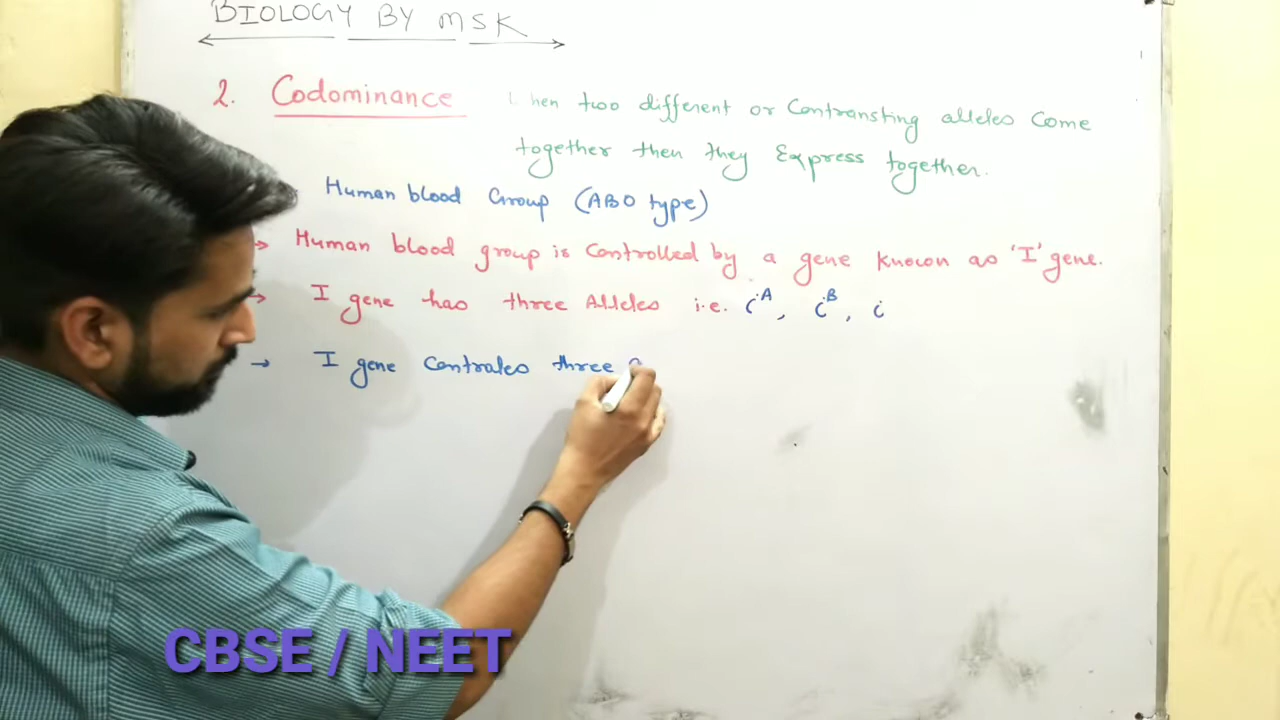 BIOLOGY BY MSK
2. Codominance hen two different or Contransting alleles Come
together then they Express together.
Human blood Group (ABO type)
→ Human blood group is Controlled by a gene known as 'I' gene.
→ I gene has three Alleles i.e. i^A, i^B, i
→ I gene Contrales three
CBSE / NEET